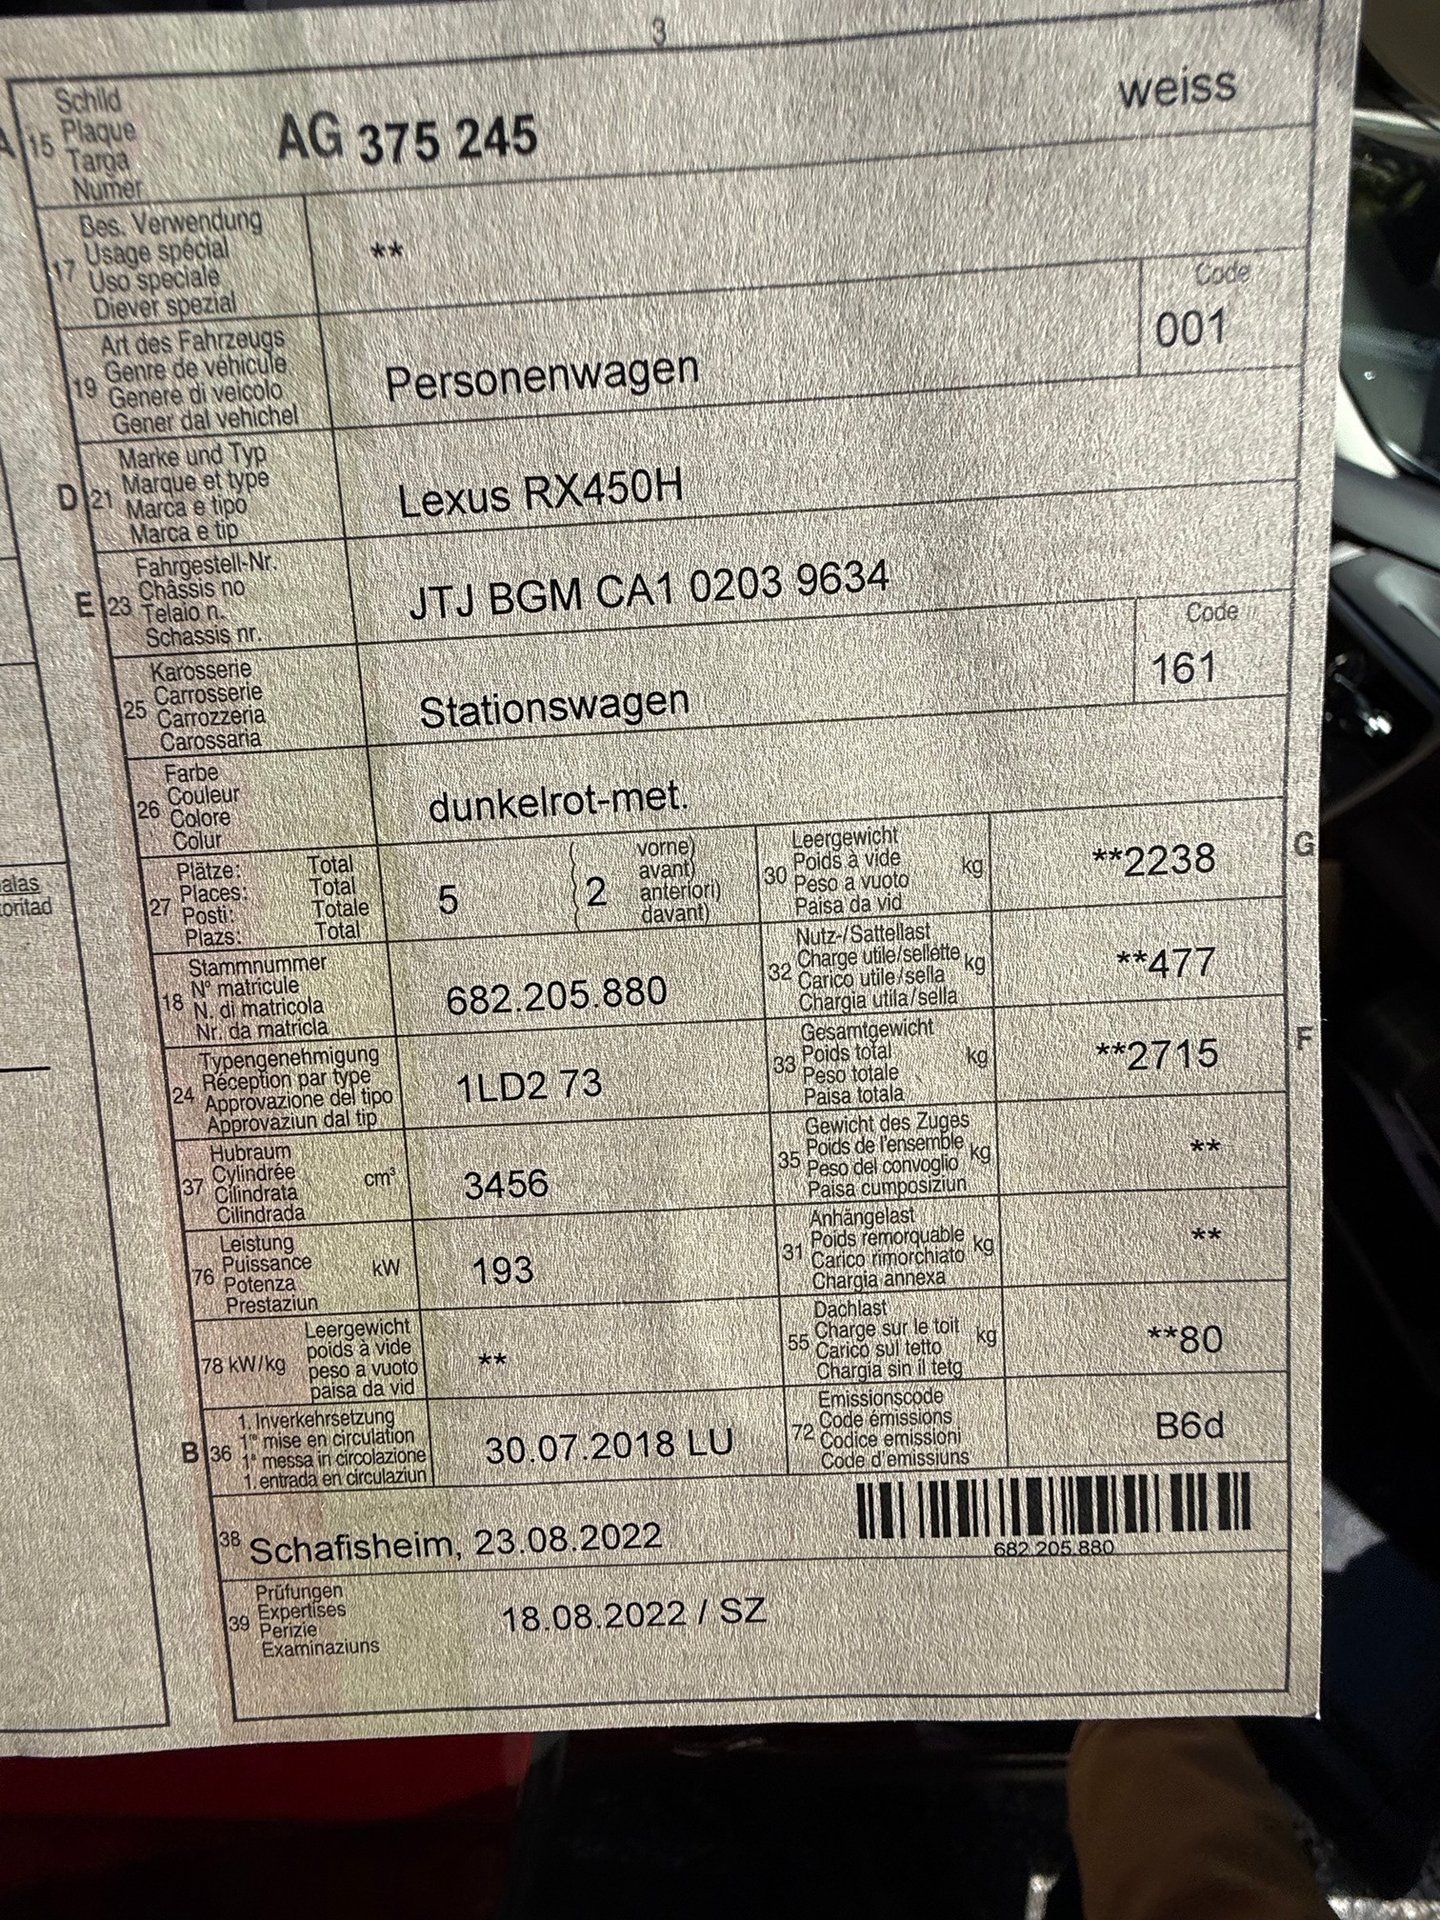 3
A 15 Schild
Plaque
Targa
Numer
AG 375 245 weiss
17 Bes. Verwendung
Usage spécial
Uso speciale
Diever spezial
**
19 Art des Fahrzeugs
Genre de véhicule
Genere di veicolo
Gener dal vehichel
Personenwagen
Code
001
D 21 Marke und Typ
Marque et type
Marca e tipo
Marca e tip
Lexus RX450H
E 23 Fahrgestell-Nr.
Châssis no
Telaio n.
Schassis nr.
JTJ BGM CA1 0203 9634
25 Karosserie
Carrosserie
Carrozzeria
Carossaria
Stationswagen
Code
161
26 Farbe
Couleur
Colore
Colur
dunkelrot-met.
27 Plätze: Total
Places: Total
Posti: Totale
Plazs: Total
5 2 vorne)
avant)
anteriori)
davant)
30 Leergewicht
Poids à vide kg
Peso a vuoto
Paisa da vid
**2238
G
alas
oritad
18 Stammnummer
N° matricule
N. di matricola
Nr. da matricla
682.205.880
32 Nutz-/Sattellast
Charge utile/sellette kg
Carico utile/sella
Chargia utila/sella
**477
24 Typengenehmigung
Réception par type
Approvazione del tipo
Approvaziun dal tip
1LD2 73
33 Gesamtgewicht
Poids total kg
Peso totale
Paisa totala
**2715
F
37 Hubraum
Cylindrée cm³
Cilindrata
Cilindrada
3456
35 Gewicht des Zuges
Poids de l'ensemble kg
Peso del convoglio
Paisa cumposiziun
**
76 Leistung
Puissance kW
Potenza
Prestaziun
193
31 Anhängelast
Poids remorquable kg
Carico rimorchiato
Chargia annexa
**
78 kW/kg Leergewicht
poids à vide
peso a vuoto
paisa da vid
**
55 Dachlast
Charge sur le toit kg
Carico sul tetto
Chargia sin il tetg
**80
B 36 1. Inverkehrsetzung
1re mise en circulation
1a messa in circolazione
1. entrada en circulaziun
30.07.2018 LU
72 Emissionscode
Code émissions
Codice emissioni
Code d'emissiuns
B6d
38 Schafisheim, 23.08.2022
682.205.880
39 Prüfungen
Expertises
Perizie
Examinaziuns
18.08.2022 / SZ